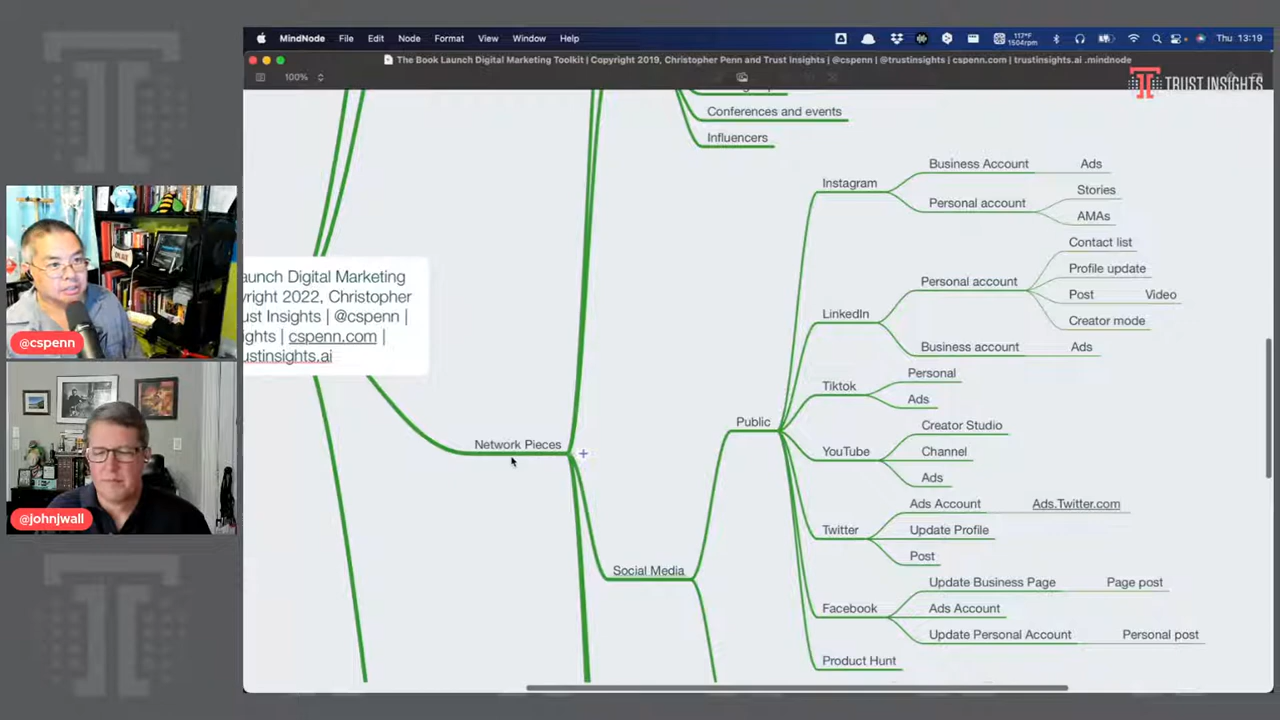 MindNode File Edit Node Format View Window Help
117°F
1504rpm
Thu 13:19
The Book Launch Digital Marketing Toolkit | Copyright 2019, Christopher Penn and Trust Insights | @cspenn | @trustinsights | cspenn.com | trustinsights.ai .mindnode
100%
TRUST INSIGHTS
Conferences and events
Influencers
Instagram
Business Account
Ads
Personal account
Stories
AMAs
LinkedIn
Personal account
Contact list
Profile update
Post
Video
Creator mode
Business account
Ads
Tiktok
Personal
Ads
Public
YouTube
Creator Studio
Channel
Ads
Twitter
Ads Account
Ads.Twitter.com
Update Profile
Post
Facebook
Update Business Page
Page post
Ads Account
Update Personal Account
Personal post
Product Hunt
Social Media
Network Pieces
aunch Digital Marketing
yright 2022, Christopher
ust Insights | @cspenn |
ights | cspenn.com |
ustinsights.ai
@cspenn
@johnjwall